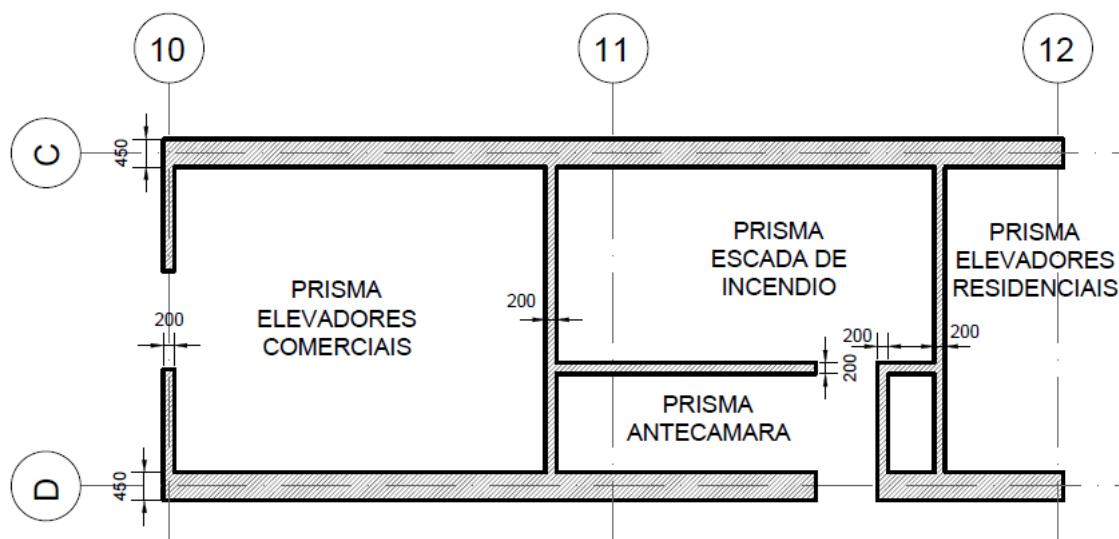 10
11
12
C
450
PRISMA
ELEVADORES
COMERCIAIS
200
PRISMA
ESCADA DE
INCENDIO
PRISMA
ELEVADORES
RESIDENCIAIS
200
200
200
200
PRISMA
ANTECAMARA
D
450